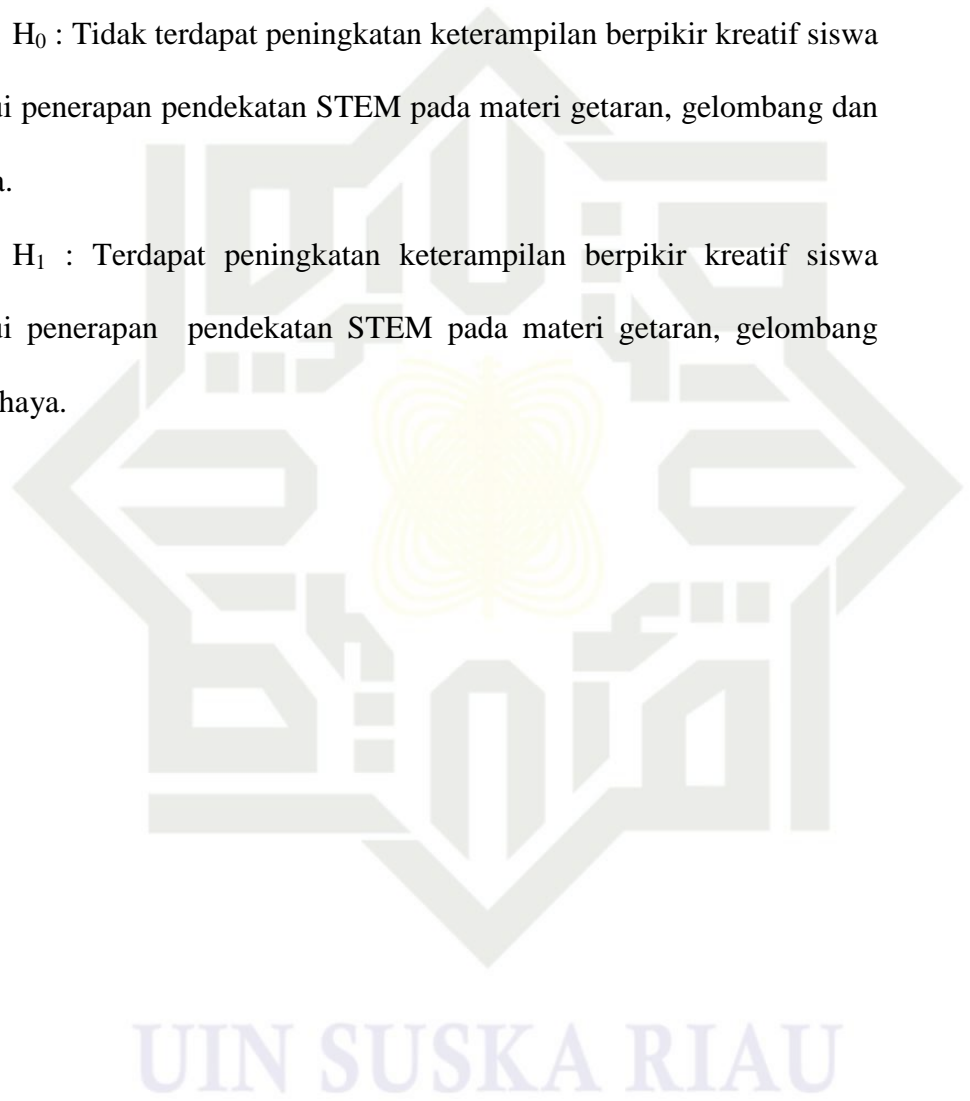 H₀ : Tidak terdapat peningkatan keterampilan berpikir kreatif siswa
penerapan pendekatan STEM pada materi getaran, gelombang dan
H₁ : Terdapat peningkatan keterampilan berpikir kreatif siswa
penerapan pendekatan STEM pada materi getaran, gelombang
haya.
UIN SUSKA RIAU